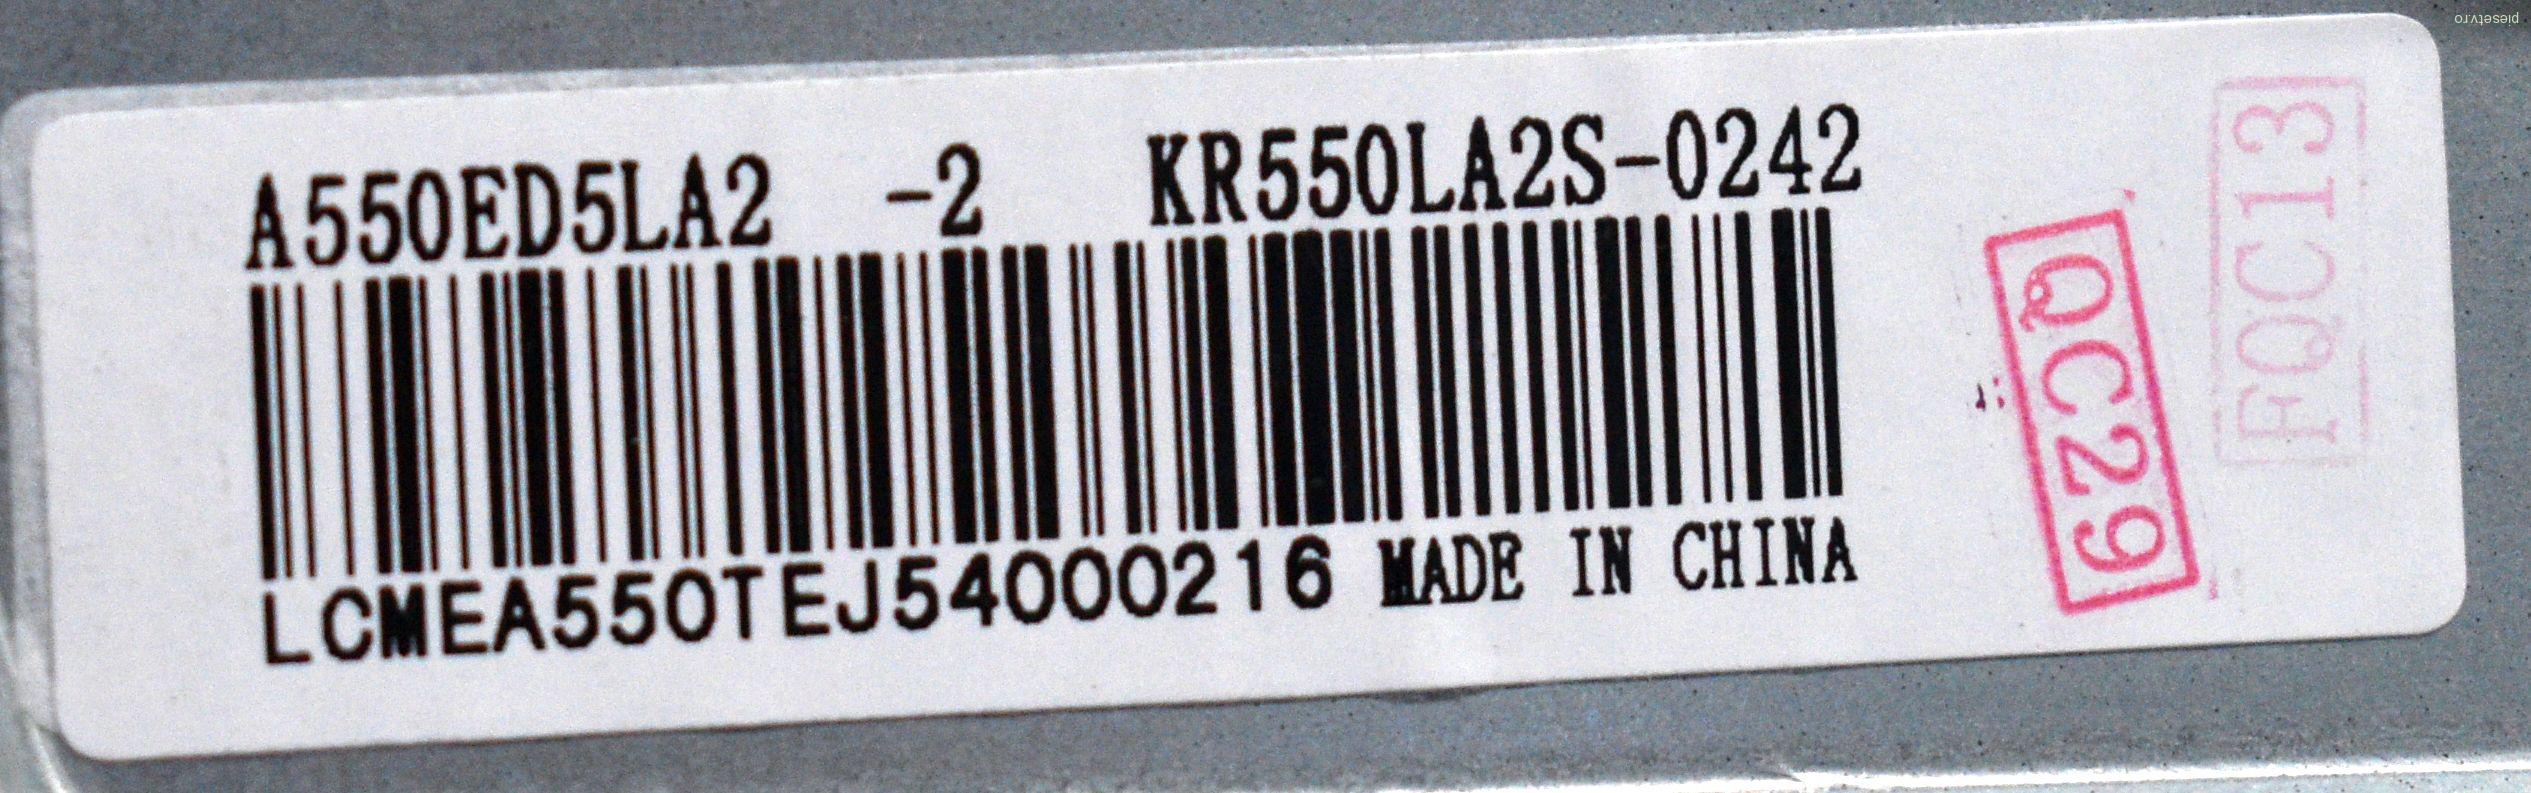 A550ED5LA2 -2 KR550LA2S-0242
LCMEA550TEJ54000216 MADE IN CHINA
QC29
FQC13
piesetv.ro